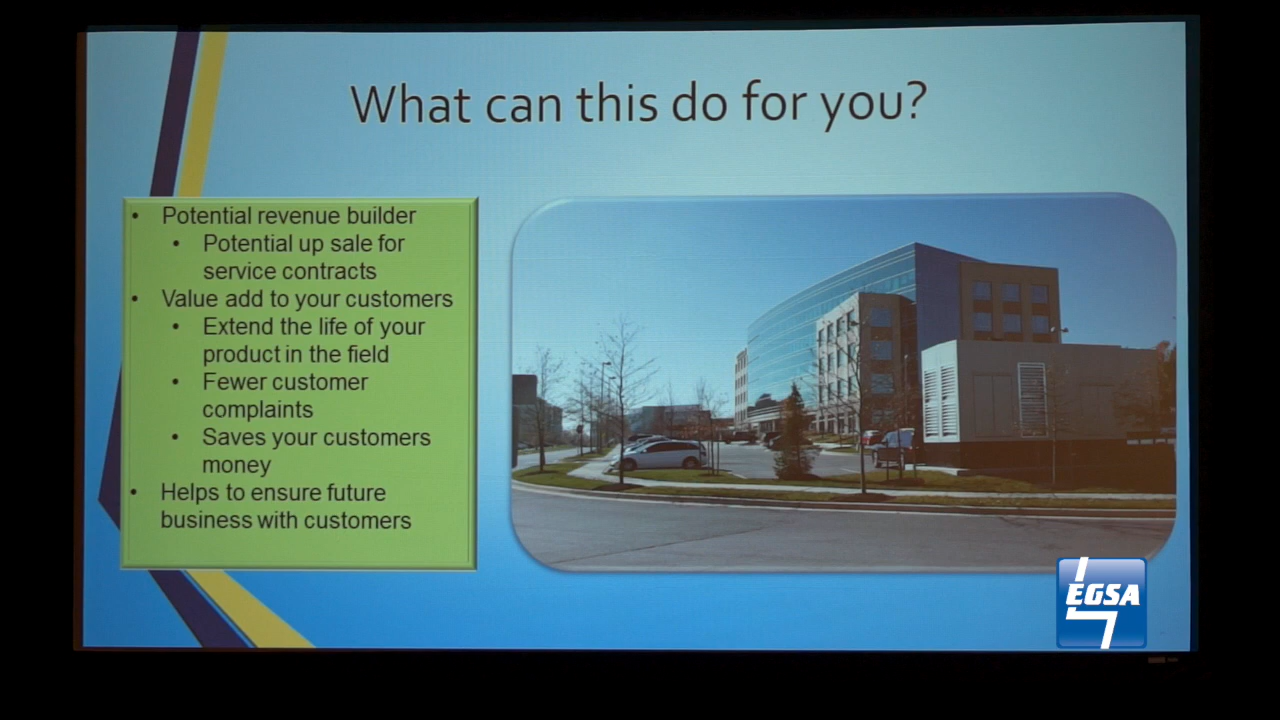 What can this do for you?
• Potential revenue builder
• Potential up sale for
service contracts
• Value add to your customers
• Extend the life of your
product in the field
• Fewer customer
complaints
• Saves your customers
money
• Helps to ensure future
business with customers
EGSA